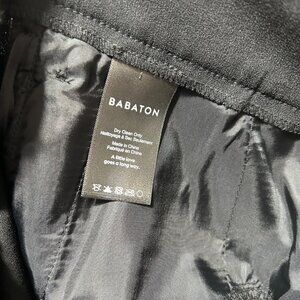 BABATON
Dry Clean Only
Nettoyage à Sec Seulement
Made in China
Fabriqué en Chine
A little love
goes a long way.